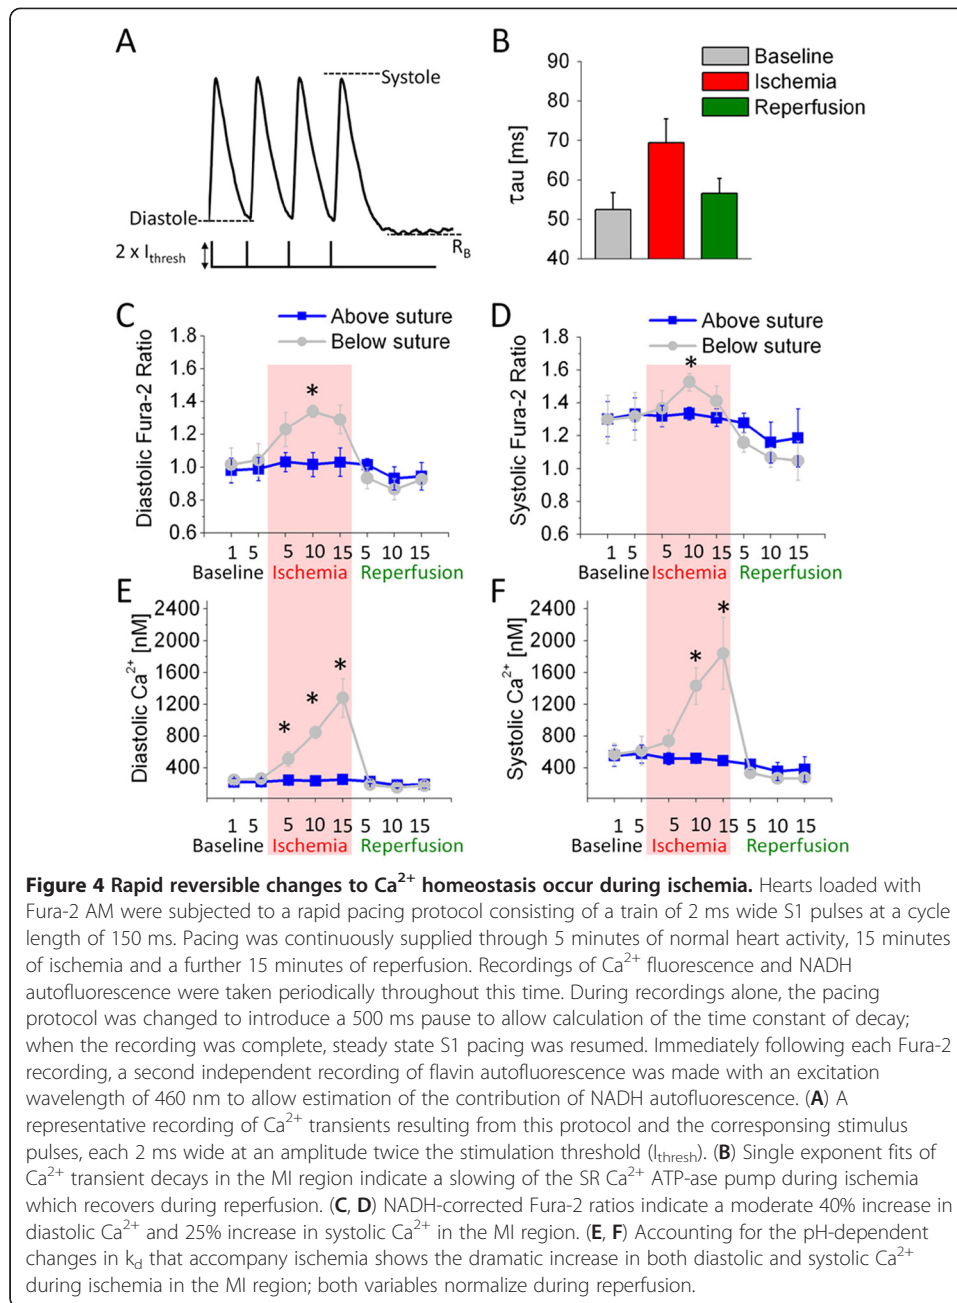 A
Systole
Diastole
R_B
2 x I_thresh
B
Baseline
Ischemia
Reperfusion
90
80
70
60
50
40
τau [ms]
C
Above suture
Below suture
Diastolic Fura-2 Ratio
1.8
1.6
1.4
1.2
1.0
0.8
0.6
*
1 5 5 10 15 5 10 15
Baseline Ischemia Reperfusion
D
Above suture
Below suture
Systolic Fura-2 Ratio
1.8
1.6
1.4
1.2
1.0
0.8
0.6
*
1 5 5 10 15 5 10 15
Baseline Ischemia Reperfusion
E
Diastolic Ca²⁺ [nM]
2400
2000
1600
1200
800
400
* * *
1 5 5 10 15 5 10 15
Baseline Ischemia Reperfusion
F
Systolic Ca²⁺ [nM]
2400
2000
1600
1200
800
400
* *
1 5 5 10 15 5 10 15
Baseline Ischemia Reperfusion
Figure 4 Rapid reversible changes to Ca²⁺ homeostasis occur during ischemia. Hearts loaded with
Fura-2 AM were subjected to a rapid pacing protocol consisting of a train of 2 ms wide S1 pulses at a cycle
length of 150 ms. Pacing was continuously supplied through 5 minutes of normal heart activity, 15 minutes
of ischemia and a further 15 minutes of reperfusion. Recordings of Ca²⁺ fluorescence and NADH
autofluorescence were taken periodically throughout this time. During recordings alone, the pacing
protocol was changed to introduce a 500 ms pause to allow calculation of the time constant of decay;
when the recording was complete, steady state S1 pacing was resumed. Immediately following each Fura-2
recording, a second independent recording of flavin autofluorescence was made with an excitation
wavelength of 460 nm to allow estimation of the contribution of NADH autofluorescence. (A) A
representative recording of Ca²⁺ transients resulting from this protocol and the corresponsing stimulus
pulses, each 2 ms wide at an amplitude twice the stimulation threshold (I_thresh). (B) Single exponent fits of
Ca²⁺ transient decays in the MI region indicate a slowing of the SR Ca²⁺ ATP-ase pump during ischemia
which recovers during reperfusion. (C, D) NADH-corrected Fura-2 ratios indicate a moderate 40% increase in
diastolic Ca²⁺ and 25% increase in systolic Ca²⁺ in the MI region. (E, F) Accounting for the pH-dependent
changes in k_d that accompany ischemia shows the dramatic increase in both diastolic and systolic Ca²⁺
during ischemia in the MI region; both variables normalize during reperfusion.